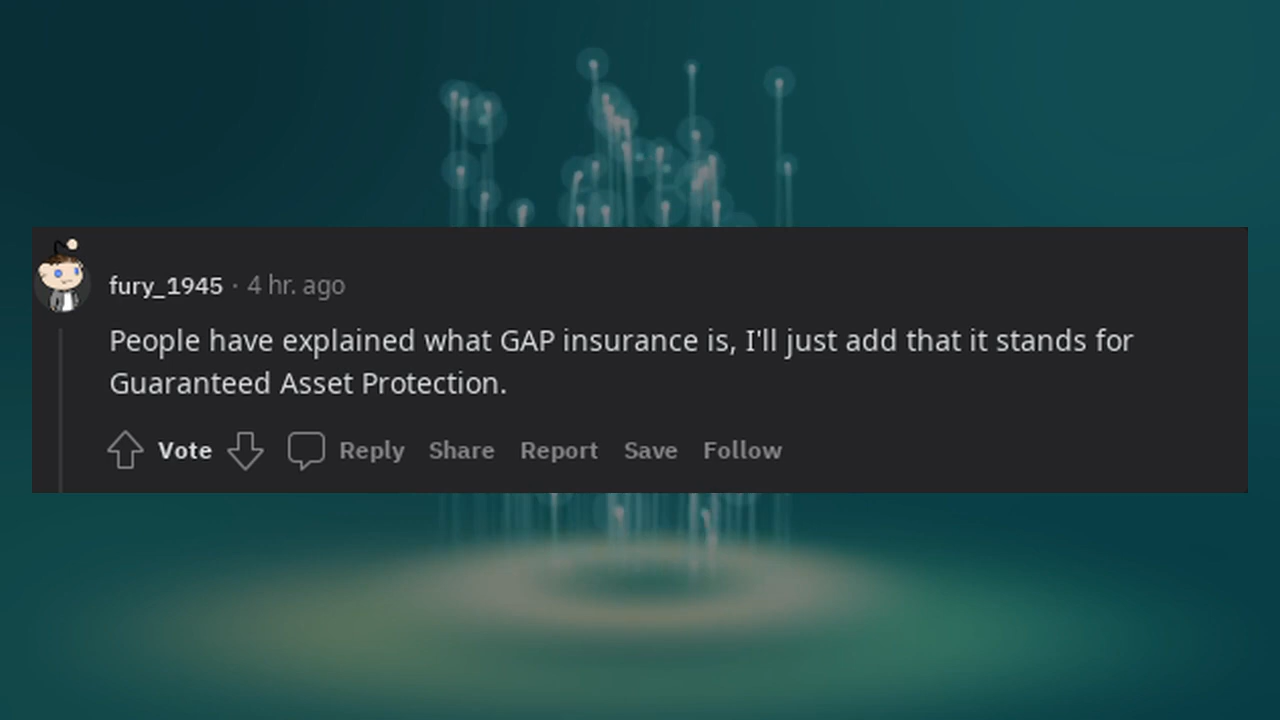 fury_1945 · 4 hr. ago
People have explained what GAP insurance is, I'll just add that it stands for
Guaranteed Asset Protection.
Vote Reply Share Report Save Follow